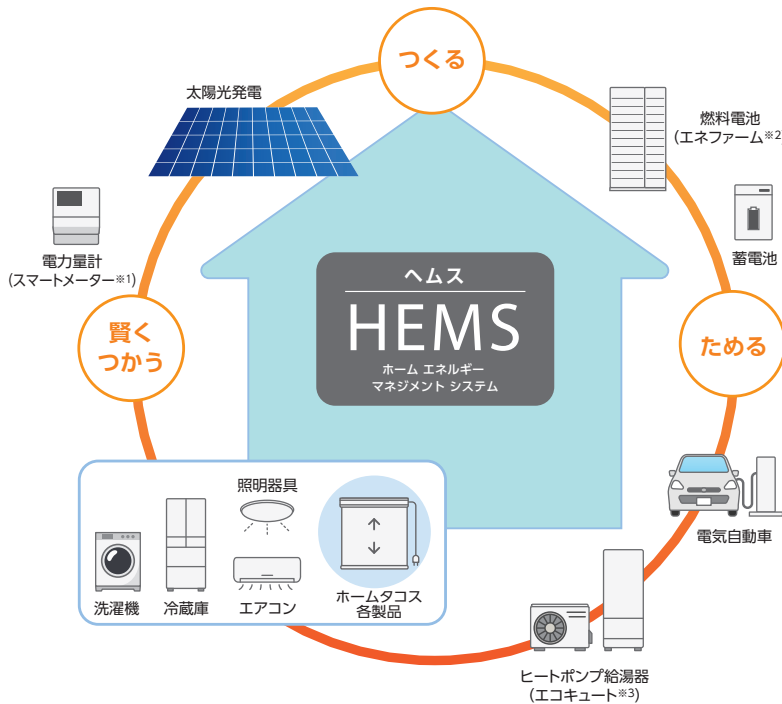 つくる
太陽光発電
燃料電池
(エネファーム※2
蓄電池
電力量計
(スマートメーター※1)
ヘムス
HEMS
ホーム エネルギー
マネジメント システム
賢く
つかう
ためる
照明器具
洗濯機
冷蔵庫
エアコン
ホームタコス
各製品
電気自動車
ヒートポンプ給湯器
(エコキュート※3)